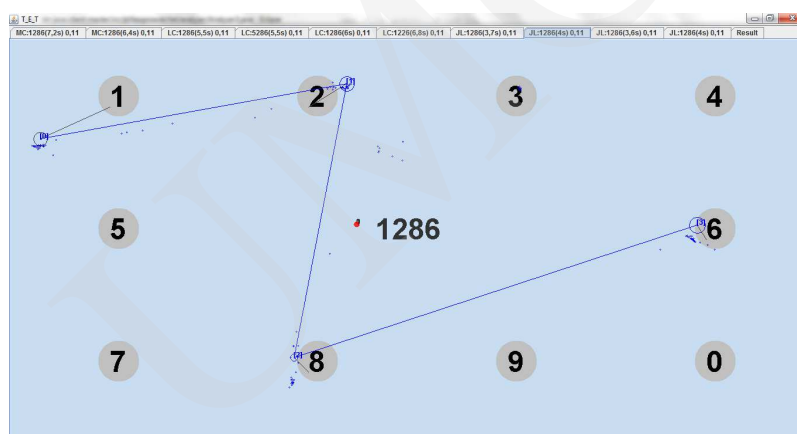 T_E_T
MC:1286(7,2s) 0,11 MC:1286(6,4s) 0,11 LC:1286(5,5s) 0,11 LC:5286(5,5s) 0,11 LC:1286(6s) 0,11 LC:1226(6,8s) 0,11 JL:1286(3,7s) 0,11 JL:1286(4s) 0,11 JL:1286(3,6s) 0,11 JL:1286(4s) 0,11 Result
1 2 3 4
5 1286 6
7 8 9 0